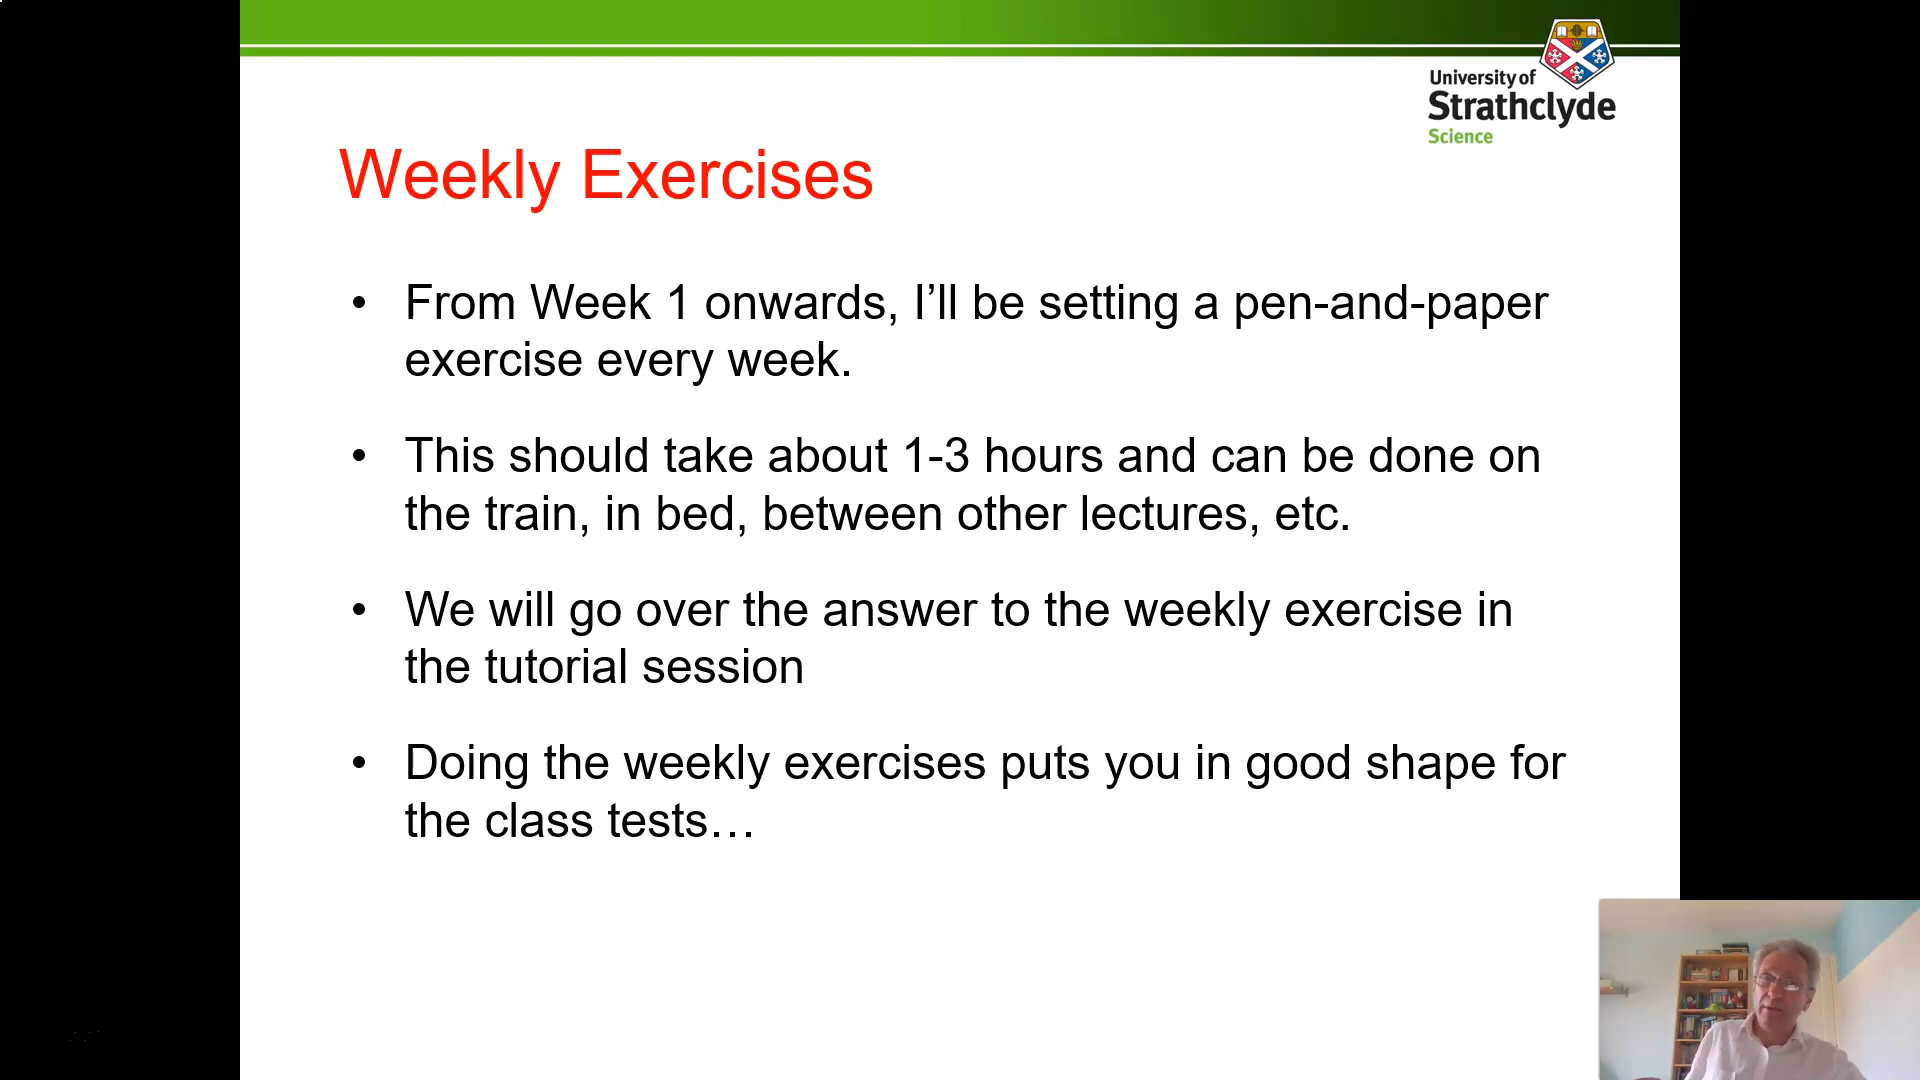 University of
Strathclyde
Science
Weekly Exercises
• From Week 1 onwards, I’ll be setting a pen-and-paper
exercise every week.
• This should take about 1-3 hours and can be done on
the train, in bed, between other lectures, etc.
• We will go over the answer to the weekly exercise in
the tutorial session
• Doing the weekly exercises puts you in good shape for
the class tests…